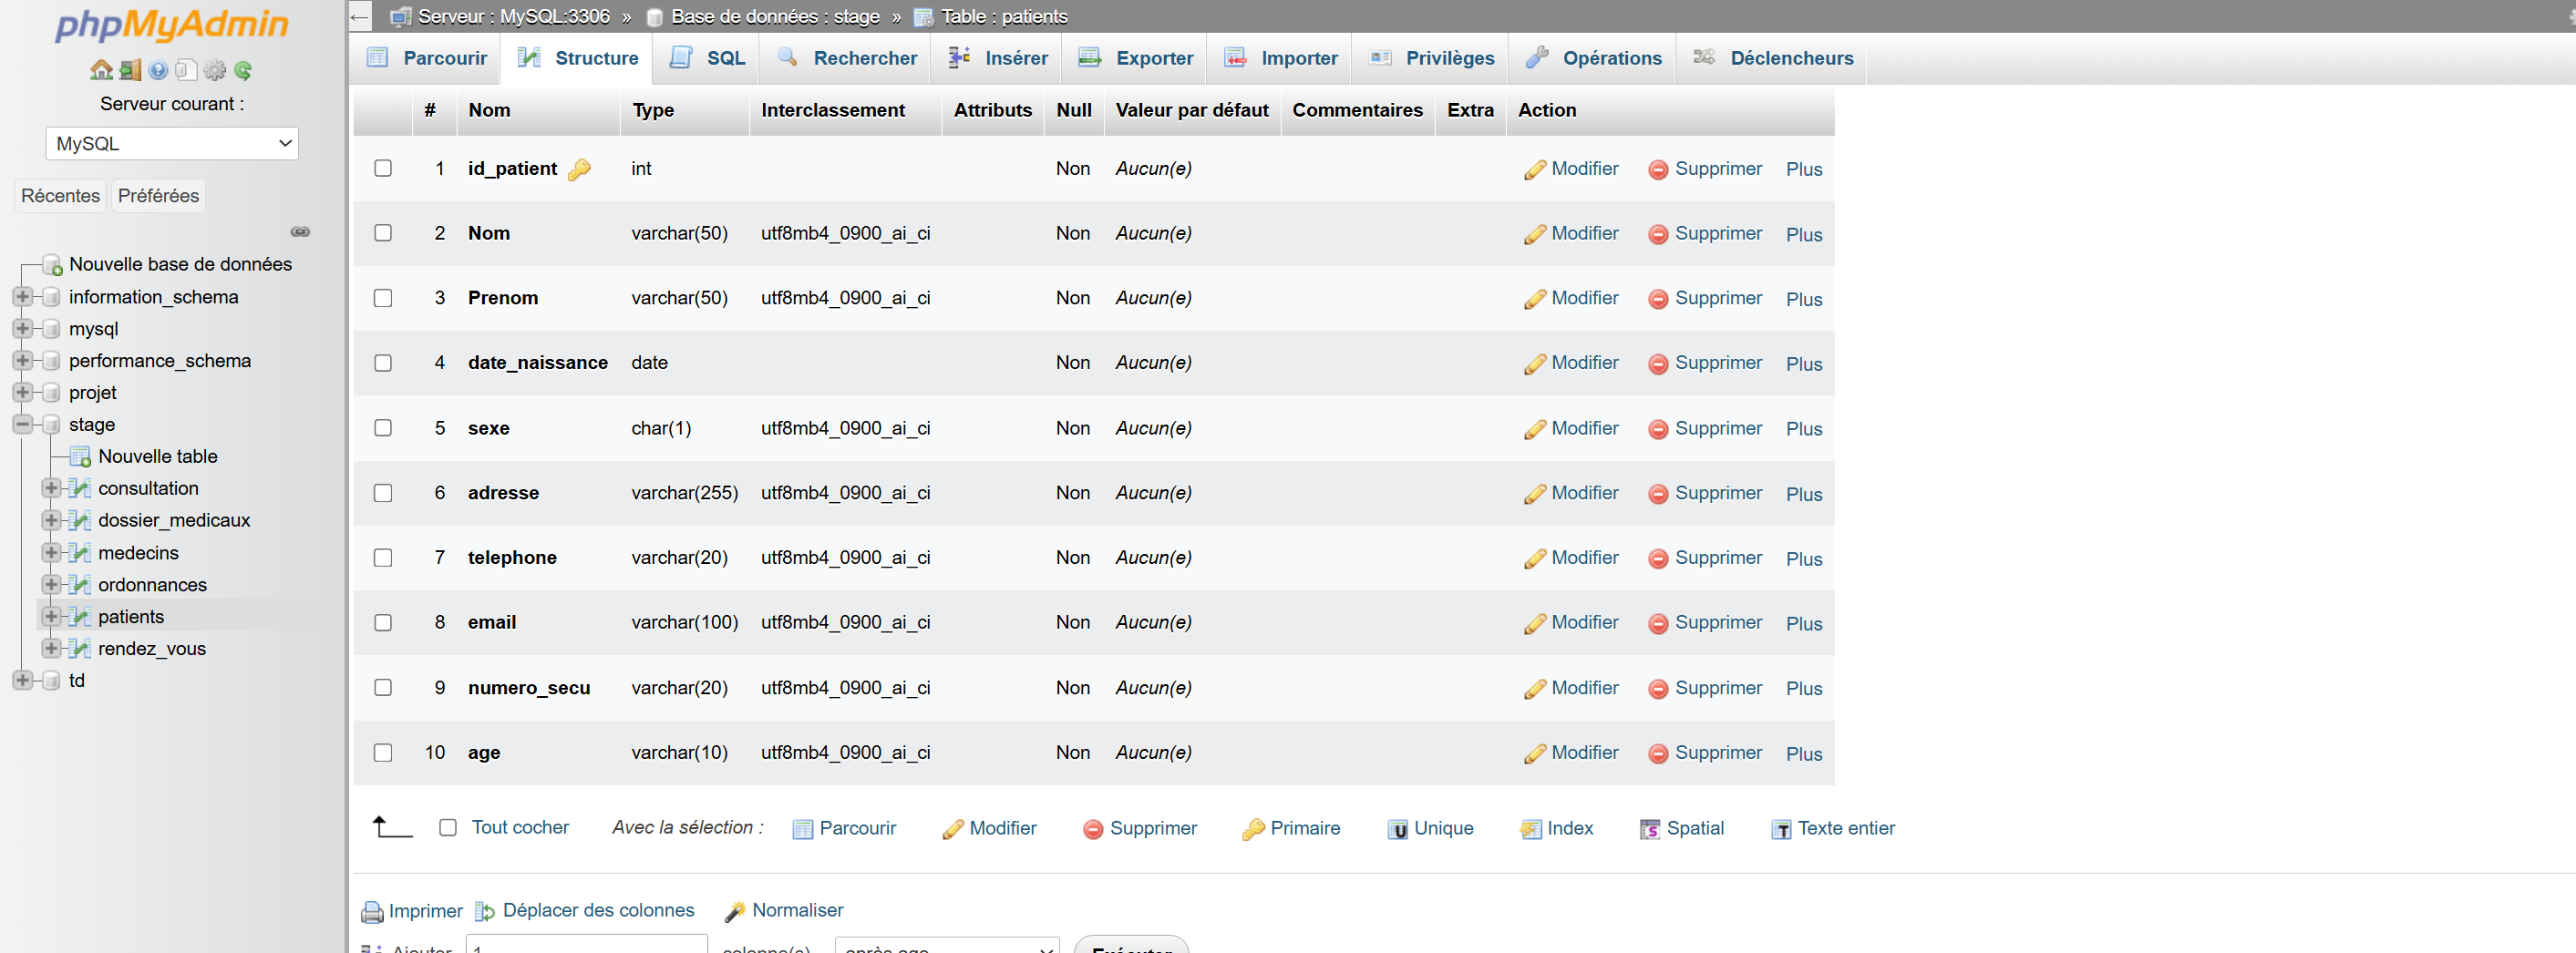 phpMyAdmin
Serveur courant :
MySQL
Récentes Préférées
Nouvelle base de données
information_schema
mysql
performance_schema
projet
stage
Nouvelle table
consultation
dossier_medicaux
medecins
ordonnances
patients
rendez_vous
td
← Serveur : MySQL:3306 » Base de données : stage » Table : patients
Parcourir Structure SQL Rechercher Insérer Exporter Importer Privilèges Opérations Déclencheurs
# Nom Type Interclassement Attributs Null Valeur par défaut Commentaires Extra Action
1 id_patient int Non Aucun(e) Modifier Supprimer Plus
2 Nom varchar(50) utf8mb4_0900_ai_ci Non Aucun(e) Modifier Supprimer Plus
3 Prenom varchar(50) utf8mb4_0900_ai_ci Non Aucun(e) Modifier Supprimer Plus
4 date_naissance date Non Aucun(e) Modifier Supprimer Plus
5 sexe char(1) utf8mb4_0900_ai_ci Non Aucun(e) Modifier Supprimer Plus
6 adresse varchar(255) utf8mb4_0900_ai_ci Non Aucun(e) Modifier Supprimer Plus
7 telephone varchar(20) utf8mb4_0900_ai_ci Non Aucun(e) Modifier Supprimer Plus
8 email varchar(100) utf8mb4_0900_ai_ci Non Aucun(e) Modifier Supprimer Plus
9 numero_secu varchar(20) utf8mb4_0900_ai_ci Non Aucun(e) Modifier Supprimer Plus
10 age varchar(10) utf8mb4_0900_ai_ci Non Aucun(e) Modifier Supprimer Plus
Tout cocher Avec la sélection : Parcourir Modifier Supprimer Primaire Unique Index Spatial Texte entier
Imprimer Déplacer des colonnes Normaliser
Ajouter 1 colonne(s) après age Exécuter